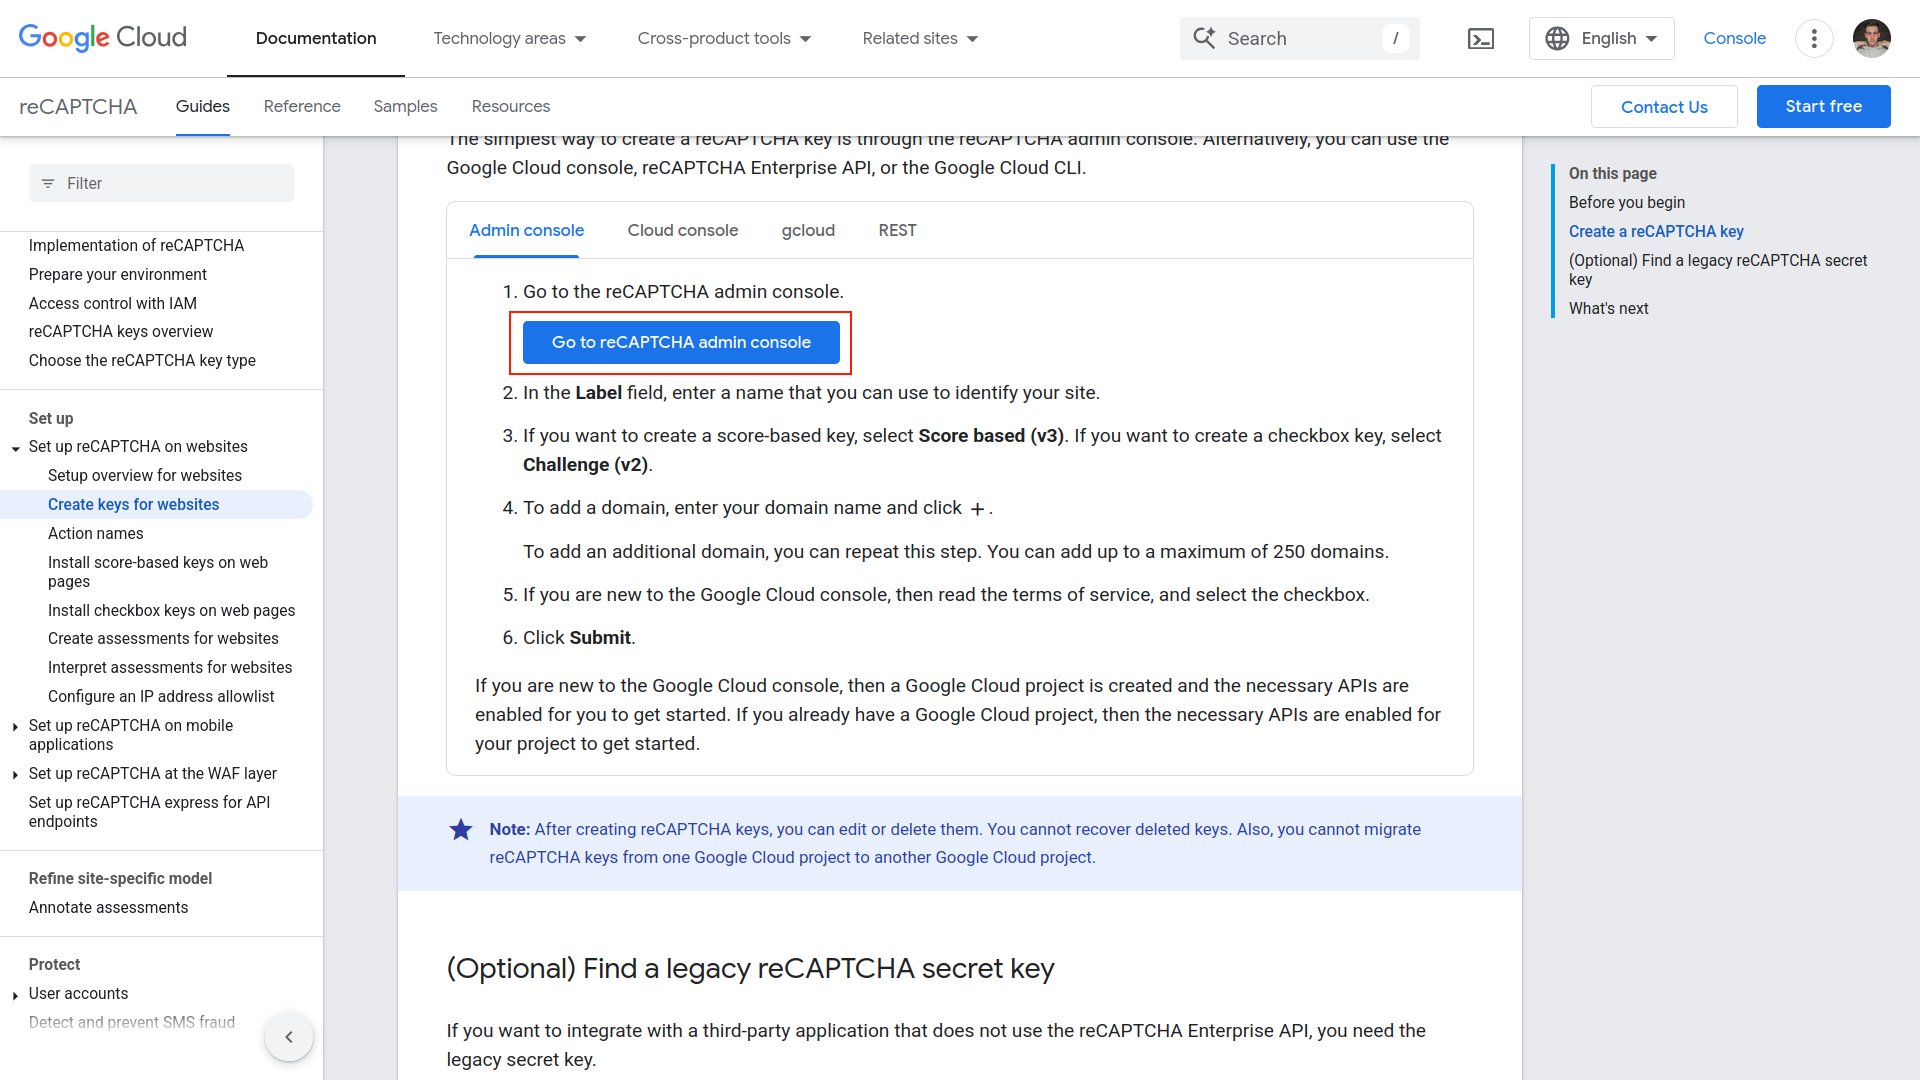 Google Cloud
Documentation
Technology areas
Cross-product tools
Related sites
Search
/
English
Console
reCAPTCHA
Guides
Reference
Samples
Resources
Contact Us
Start free
Filter
Implementation of reCAPTCHA
Prepare your environment
Access control with IAM
reCAPTCHA keys overview
Choose the reCAPTCHA key type
Set up
Set up reCAPTCHA on websites
Setup overview for websites
Create keys for websites
Action names
Install score-based keys on web
pages
Install checkbox keys on web pages
Create assessments for websites
Interpret assessments for websites
Configure an IP address allowlist
Set up reCAPTCHA on mobile
applications
Set up reCAPTCHA at the WAF layer
Set up reCAPTCHA express for API
endpoints
Refine site-specific model
Annotate assessments
Protect
User accounts
Detect and prevent SMS fraud
The simplest way to create a reCAPTCHA key is through the reCAPTCHA admin console. Alternatively, you can use the
Google Cloud console, reCAPTCHA Enterprise API, or the Google Cloud CLI.
Admin console
Cloud console
gcloud
REST
1. Go to the reCAPTCHA admin console.
Go to reCAPTCHA admin console
2. In the Label field, enter a name that you can use to identify your site.
3. If you want to create a score-based key, select Score based (v3). If you want to create a checkbox key, select
Challenge (v2).
4. To add a domain, enter your domain name and click +.
To add an additional domain, you can repeat this step. You can add up to a maximum of 250 domains.
5. If you are new to the Google Cloud console, then read the terms of service, and select the checkbox.
6. Click Submit.
If you are new to the Google Cloud console, then a Google Cloud project is created and the necessary APIs are
enabled for you to get started. If you already have a Google Cloud project, then the necessary APIs are enabled for
your project to get started.
Note: After creating reCAPTCHA keys, you can edit or delete them. You cannot recover deleted keys. Also, you cannot migrate
reCAPTCHA keys from one Google Cloud project to another Google Cloud project.
(Optional) Find a legacy reCAPTCHA secret key
If you want to integrate with a third-party application that does not use the reCAPTCHA Enterprise API, you need the
legacy secret key.
On this page
Before you begin
Create a reCAPTCHA key
(Optional) Find a legacy reCAPTCHA secret
key
What's next